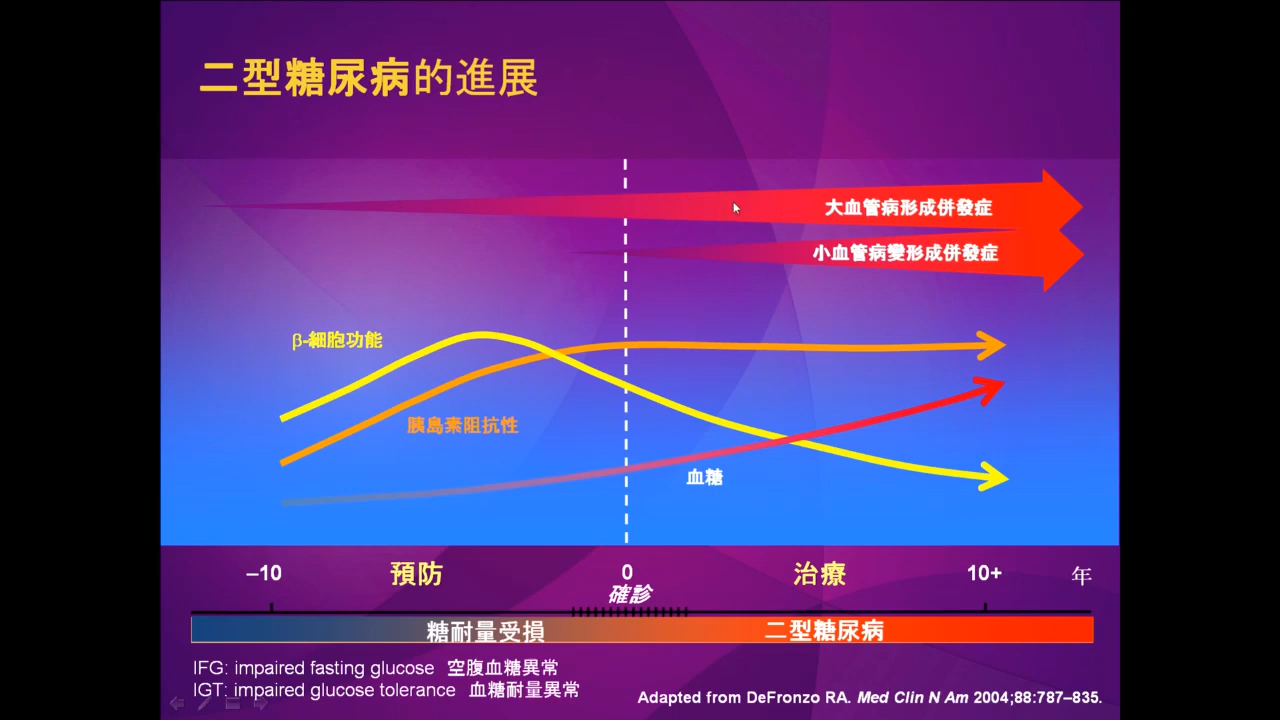 二型糖尿病的進展
大血管病形成併發症
小血管病變形成併發症
β-細胞功能
胰島素阻抗性
血糖
–10 預防 0 治療 10+ 年
確診
糖耐量受損 二型糖尿病
IFG: impaired fasting glucose 空腹血糖異常
IGT: impaired glucose tolerance 血糖耐量異常
Adapted from DeFronzo RA. Med Clin N Am 2004;88:787–835.